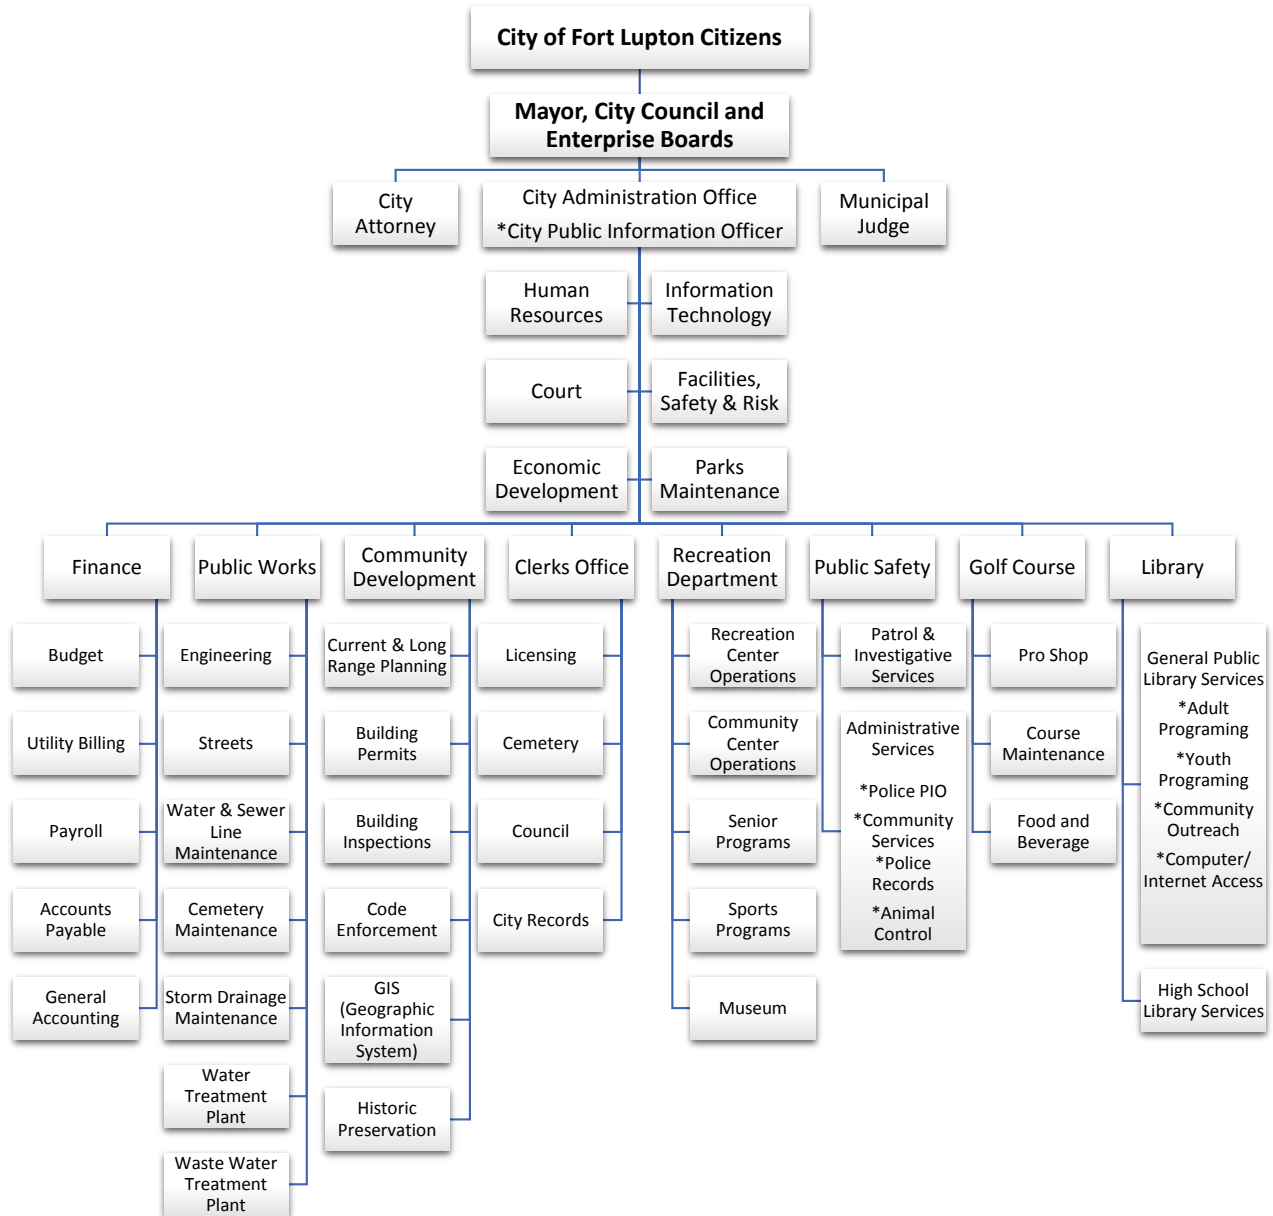 City of Fort Lupton Citizens
Mayor, City Council and
Enterprise Boards
City
Attorney
City Administration Office
*City Public Information Officer
Municipal
Judge
Human
Resources
Information
Technology
Court
Facilities,
Safety & Risk
Economic
Development
Parks
Maintenance
Finance
Public Works
Community
Development
Clerks Office
Recreation
Department
Public Safety
Golf Course
Library
Budget
Utility Billing
Payroll
Accounts
Payable
General
Accounting
Engineering
Streets
Water & Sewer
Line
Maintenance
Cemetery
Maintenance
Storm Drainage
Maintenance
Water
Treatment
Plant
Waste Water
Treatment
Plant
Current & Long
Range Planning
Building
Permits
Building
Inspections
Code
Enforcement
GIS
(Geographic
Information
System)
Historic
Preservation
Licensing
Cemetery
Council
City Records
Recreation
Center
Operations
Community
Center
Operations
Senior
Programs
Sports
Programs
Museum
Patrol &
Investigative
Services
Administrative
Services
*Police PIO
*Community
Services
*Police
Records
*Animal
Control
Pro Shop
Course
Maintenance
Food and
Beverage
General Public
Library Services
*Adult
Programing
*Youth
Programing
*Community
Outreach
*Computer/
Internet Access
High School
Library Services